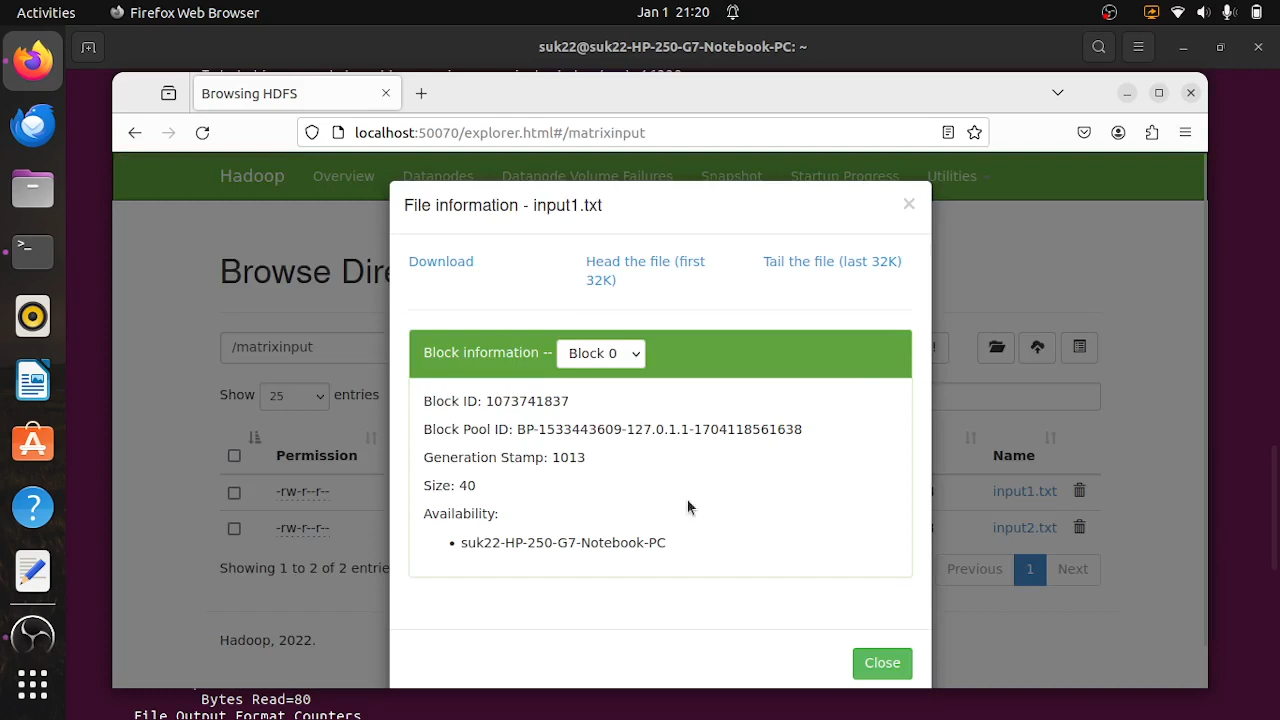 Activities
Firefox Web Browser
Jan 1 21:20
suk22@suk22-HP-250-G7-Notebook-PC: ~
Browsing HDFS
localhost:50070/explorer.html#/matrixinput
Hadoop Overview Datanodes Datanode Volume Failures Snapshot Startup Progress Utilities
File information - input1.txt
×
Download
Head the file (first
32K)
Tail the file (last 32K)
Browse Dire
/matrixinput
Block information --
Block 0
Show 25 entries
Block ID: 1073741837
Block Pool ID: BP-1533443609-127.0.1.1-1704118561638
Permission
Name
Generation Stamp: 1013
Size: 40
-rw-r--r--
input1.txt
Availability:
-rw-r--r--
input2.txt
• suk22-HP-250-G7-Notebook-PC
Showing 1 to 2 of 2 entrie
Previous 1 Next
Hadoop, 2022.
Close
Bytes Read=80
File Output Format Counters